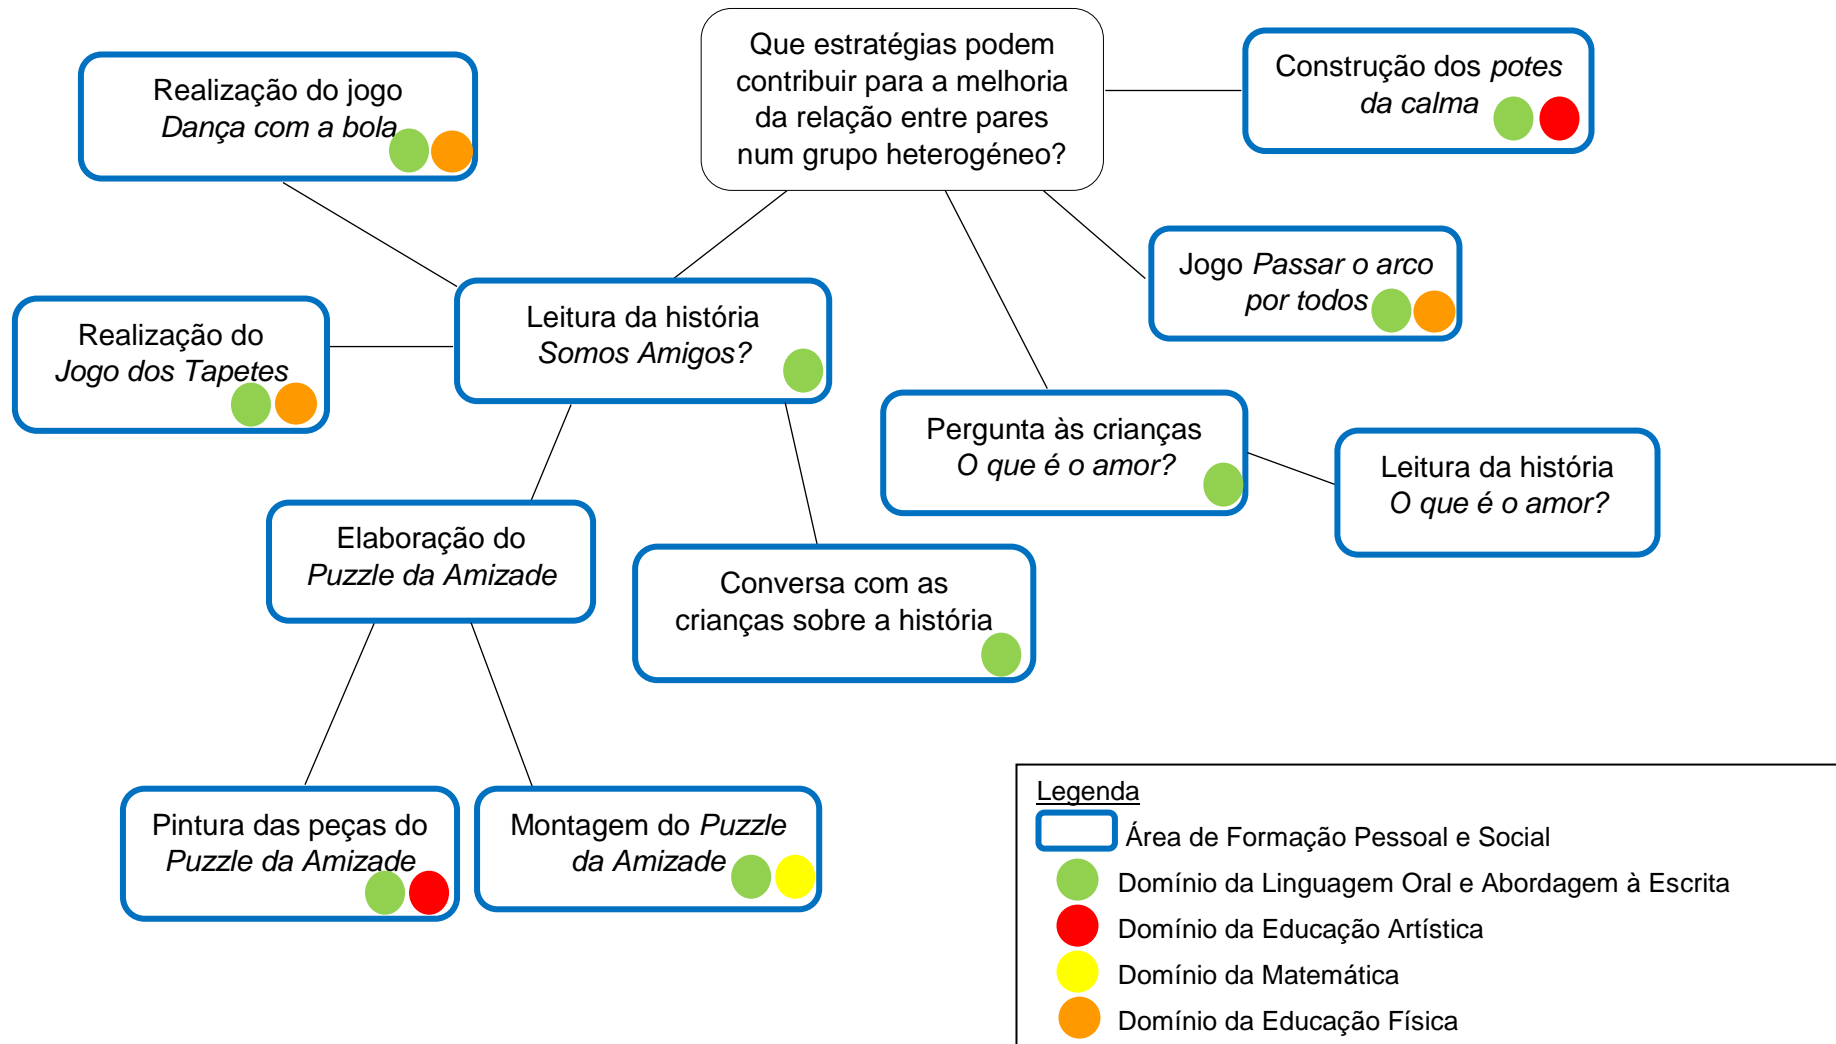 Que estratégias podem
contribuir para a melhoria
da relação entre pares
num grupo heterogéneo?
Construção dos potes
da calma
Realização do jogo
Dança com a bola
Jogo Passar o arco
por todos
Leitura da história
Somos Amigos?
Realização do
Jogo dos Tapetes
Pergunta às crianças
O que é o amor?
Leitura da história
O que é o amor?
Elaboração do
Puzzle da Amizade
Conversa com as
crianças sobre a história
Pintura das peças do
Puzzle da Amizade
Montagem do Puzzle
da Amizade
Legenda
Área de Formação Pessoal e Social
Domínio da Linguagem Oral e Abordagem à Escrita
Domínio da Educação Artística
Domínio da Matemática
Domínio da Educação Física